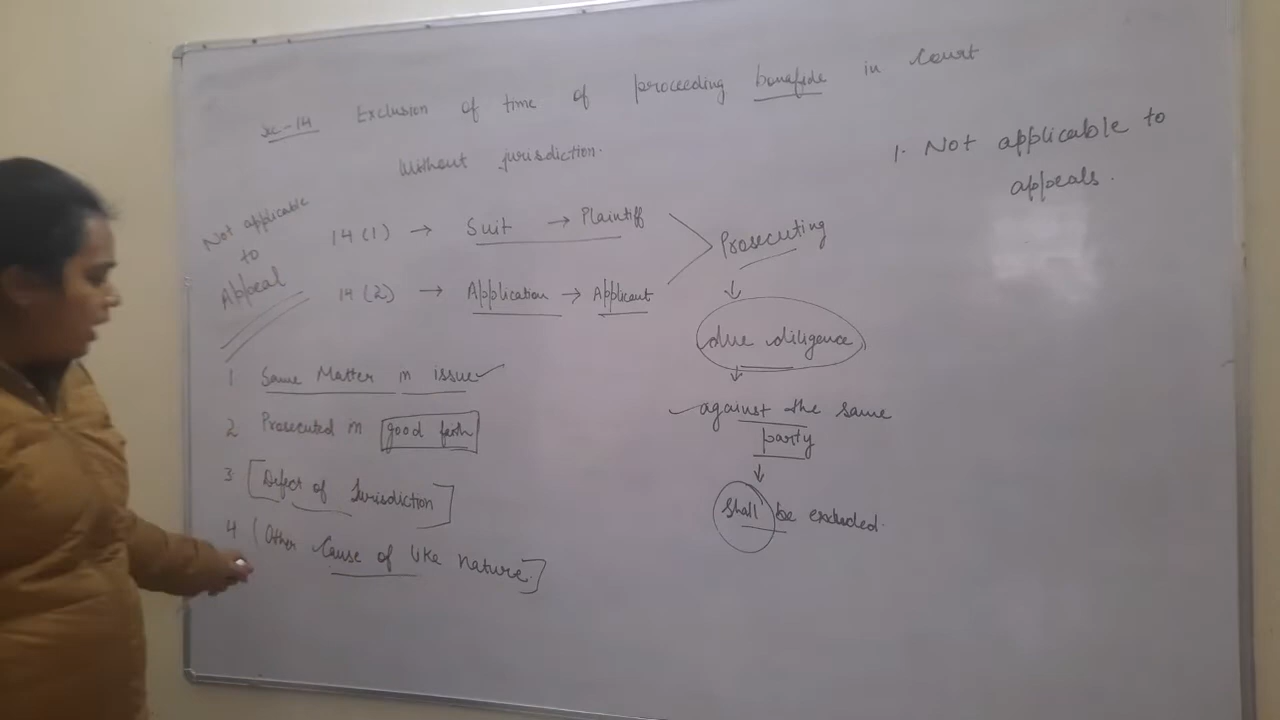 Sec-14 Exclusion of time of proceeding bonafide in Court
Without jurisdiction.
1. Not applicable to
appeals.
Not applicable
to
Appeal
14 (1) → Suit → Plaintiff
14 (2) → Application → Applicant
Prosecuting
↓
due diligence
↓
✓ against the same
party
↓
Shall be excluded.
1 Same Matter in issue ✓
2 Prosecuted in good faith
3 [Defect of Jurisdiction]
4 (Other Cause of like nature.]